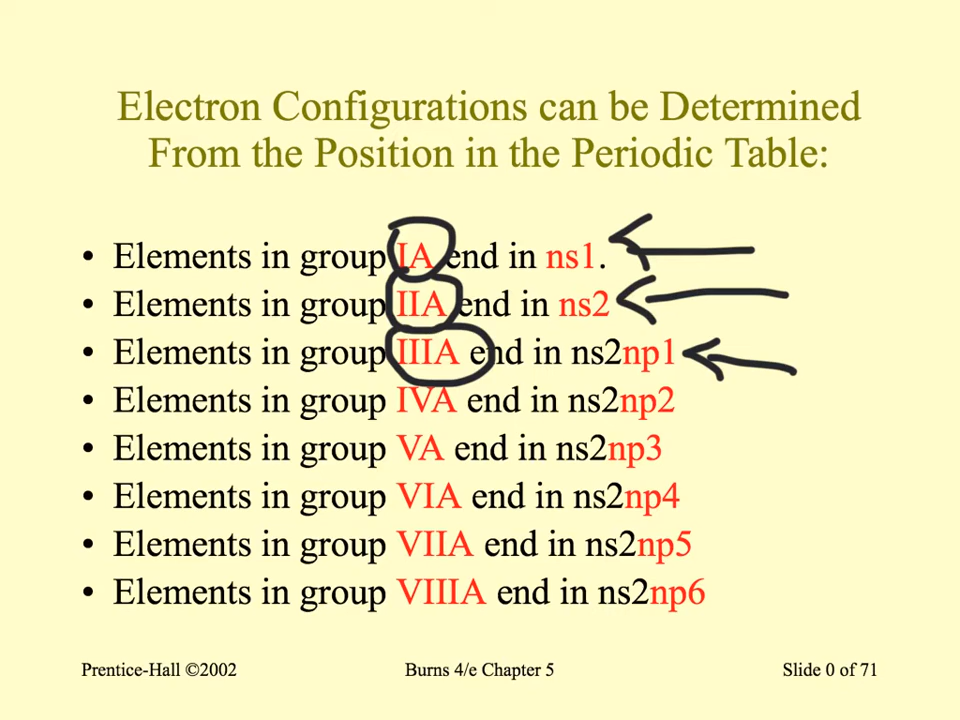 Electron Configurations can be Determined
From the Position in the Periodic Table:
• Elements in group IA end in ns1.
• Elements in group IIA end in ns2
• Elements in group IIIA end in ns2np1
• Elements in group IVA end in ns2np2
• Elements in group VA end in ns2np3
• Elements in group VIA end in ns2np4
• Elements in group VIIA end in ns2np5
• Elements in group VIIIA end in ns2np6
Prentice-Hall ©2002 Burns 4/e Chapter 5 Slide 0 of 71